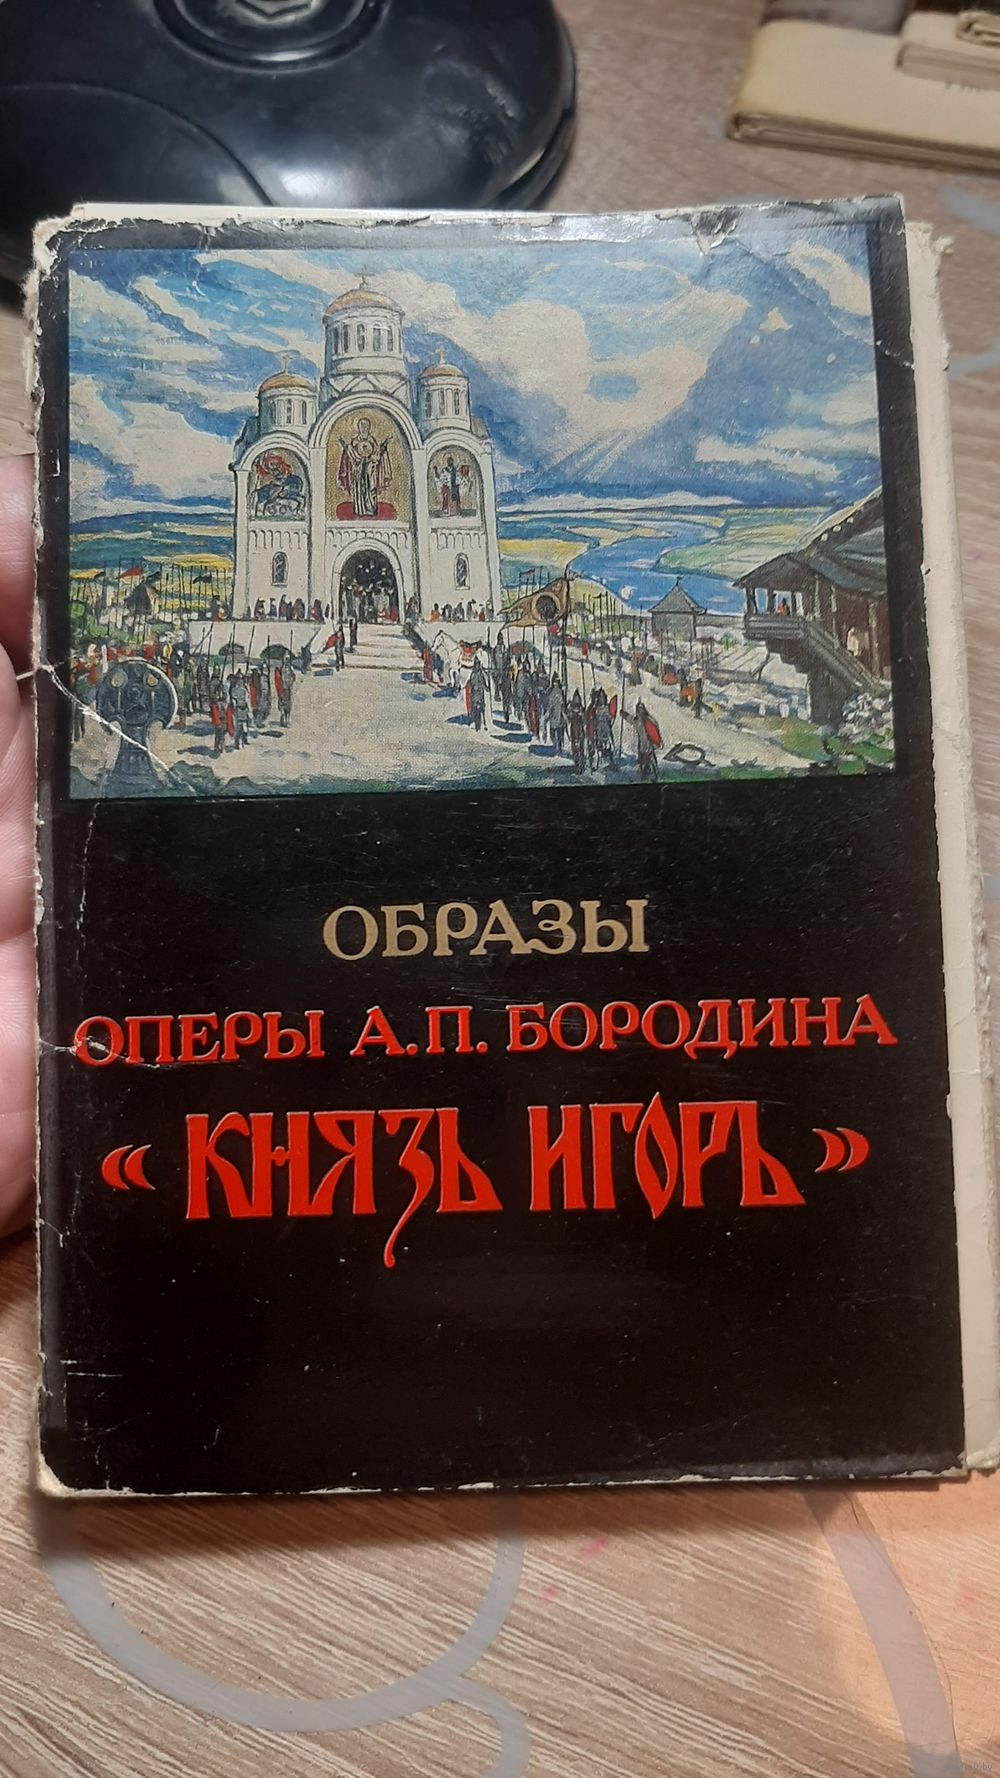 ОБРАЗЫ
ОПЕРЫ А.П. БОРОДИНА
« КНЯЗЬ ИГОРЬ »